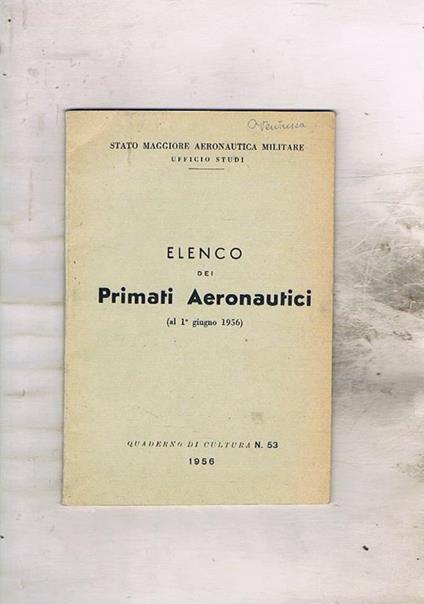 STATO MAGGIORE AERONAUTICA MILITARE
UFFICIO STUDI
ELENCO
DEI
Primati Aeronautici
(al 1° giugno 1956)
QUADERNO DI CULTURA N. 53
1956